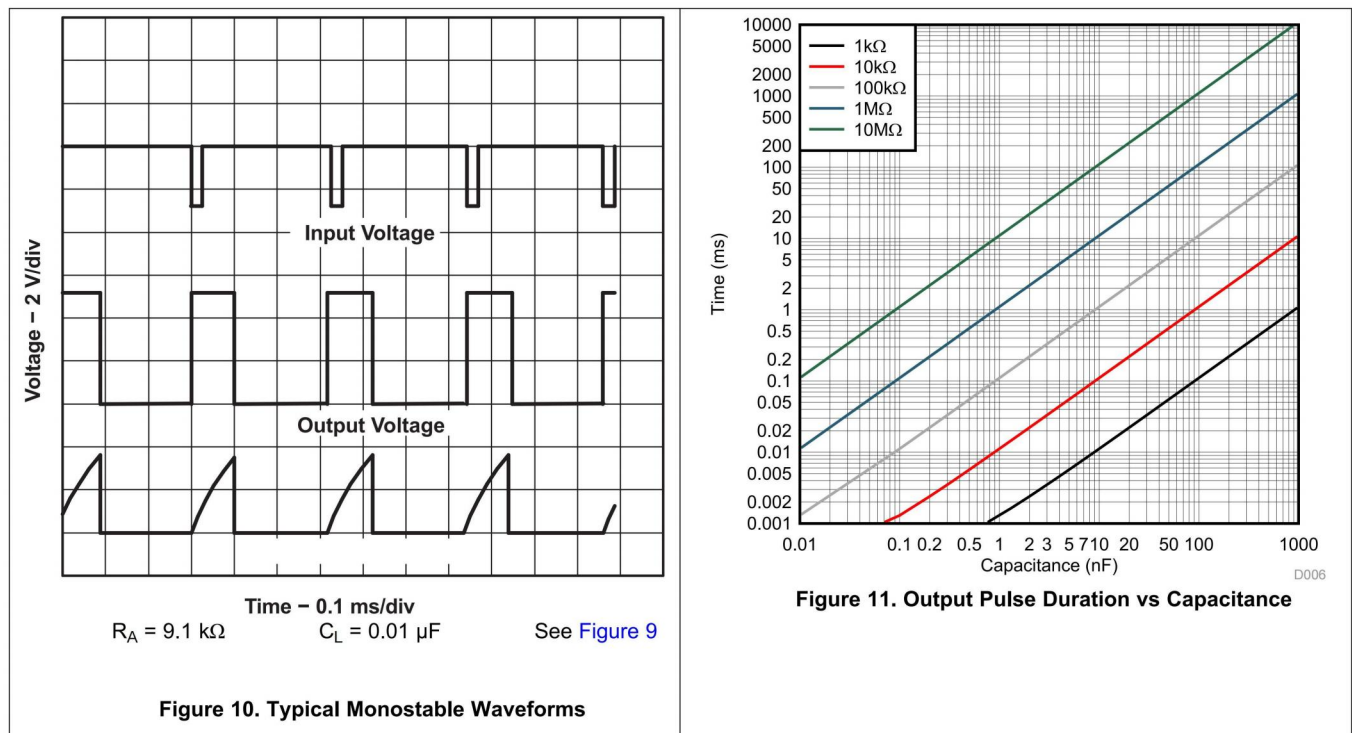 Voltage – 2 V/div
Input Voltage
Output Voltage
Time – 0.1 ms/div
R_A = 9.1 kΩ C_L = 0.01 µF See Figure 9
Figure 10. Typical Monostable Waveforms
Time (ms)
10000
5000
2000
1000
500
200
100
50
20
10
5
2
1
0.5
0.2
0.1
0.05
0.02
0.01
0.005
0.002
0.001
1kΩ
10kΩ
100kΩ
1MΩ
10MΩ
0.01 0.1 0.2 0.5 1 2 3 5 7 10 20 50 100 1000
Capacitance (nF)
D006
Figure 11. Output Pulse Duration vs Capacitance